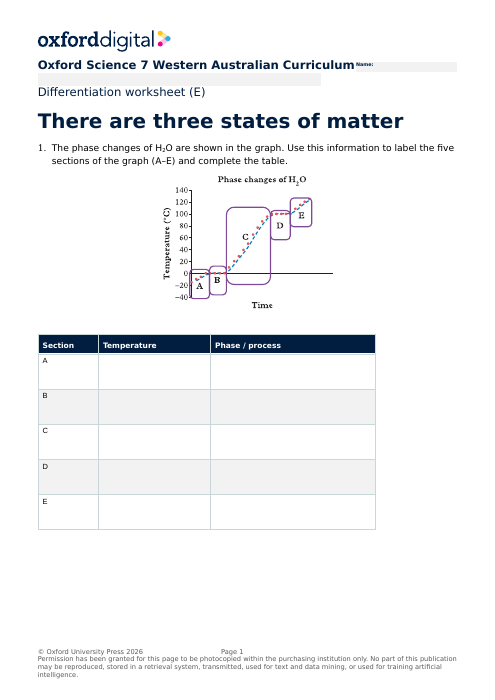 oxforddigital
Oxford Science 7 Western Australian Curriculum Name:
Differentiation worksheet (E)
There are three states of matter
1. The phase changes of H₂O are shown in the graph. Use this information to label the five
sections of the graph (A–E) and complete the table.
Phase changes of H₂O
Temperature (°C)
140
120
100
80
60
40
20
0
−20
−40
A
B
C
D
E
Time
Section Temperature Phase / process
A
B
C
D
E
© Oxford University Press 2026 Page 1
Permission has been granted for this page to be photocopied within the purchasing institution only. No part of this publication
may be reproduced, stored in a retrieval system, transmitted, used for text and data mining, or used for training artificial
intelligence.